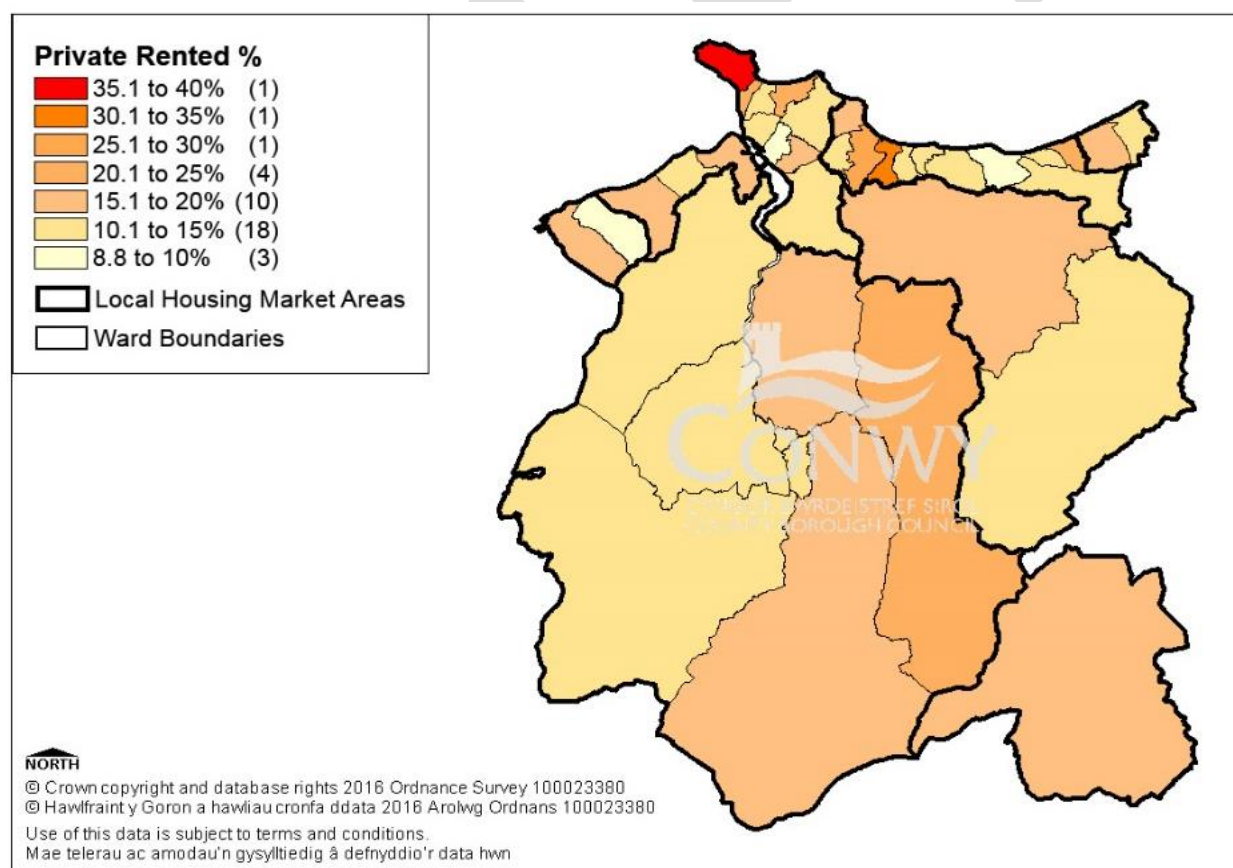 Private Rented %
35.1 to 40% (1)
30.1 to 35% (1)
25.1 to 30% (1)
20.1 to 25% (4)
15.1 to 20% (10)
10.1 to 15% (18)
8.8 to 10% (3)
Local Housing Market Areas
Ward Boundaries
CONWY
COUNTY BOROUGH COUNCIL
NORTH
© Crown copyright and database rights 2016 Ordnance Survey 100023380
© Hawlfraint y Goron a hawliau cronfa ddata 2016 Arolwg Ordnans 100023380
Use of this data is subject to terms and conditions.
Mae telerau ac amodau'n gysylltiedig â defnyddio'r data hwn